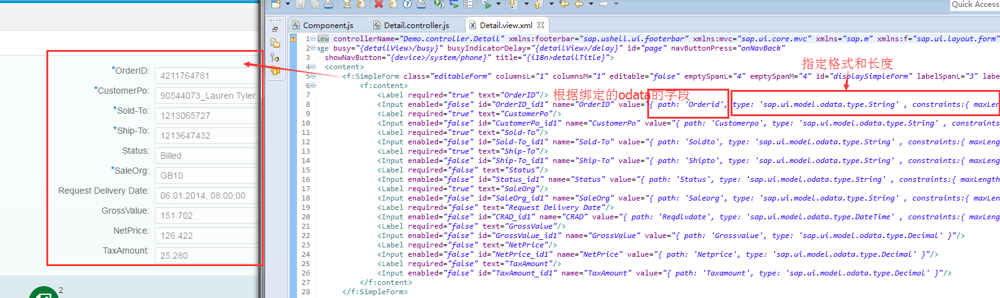 Quick Access
Component.js
Detail.controller.js
Detail.view.xml
*OrderID:
4211764781
*CustomerPo:
90544073_Lauren Tyler
*Sold-To:
1213065727
*Ship-To:
1213647432
Status:
Billed
*SaleOrg:
GB10
Request Delivery Date:
06.01.2014, 08:00:00
GrossValue:
151.702
NetPrice:
126.422
TaxAmount:
25.280
2
指定格式和长度
根据绑定的odata的字段
1 iew controllerName="Demo.controller.Detail" xmlns:footerbar="sap.ushell.ui.footerbar" xmlns:mvc="sap.ui.core.mvc" xmlns="sap.m" xmlns:f="sap.ui.layout.form"
2 age busy="{detailView>/busy}" busyIndicatorDelay="{detailView>/delay}" id="page" navButtonPress="onNavBack"
3 showNavButton="{device>/system/phone}" title="{i18n>detailTitle}">
4 <content>
5 <f:SimpleForm class="editableForm" columnsL="1" columnsM="1" editable="false" emptySpanL="4" emptySpanM="4" id="displaySimpleForm" labelSpanL="3" labe
6 <f:content>
7 <Label required="true" text="OrderID"/>
8 <Input enabled="false" id="OrderID_id1" name="OrderID" value="{ path: 'Orderid', type: 'sap.ui.model.odata.type.String' , constraints:{ maxLen
9 <Label required="true" text="CustomerPo"/>
10 <Input enabled="false" id="CustomerPo_id1" name="CustomerPo" value="{ path: 'Customerpo', type: 'sap.ui.model.odata.type.String' , constraints
11 <Label required="true" text="Sold-To"/>
12 <Input enabled="false" id="Sold-To_id1" name="Sold-To" value="{ path: 'Soldto', type: 'sap.ui.model.odata.type.String' , constraints:{ maxLeng
13 <Label required="true" text="Ship-To"/>
14 <Input enabled="false" id="Ship-To_id1" name="Ship-To" value="{ path: 'Shipto', type: 'sap.ui.model.odata.type.String' , constraints:{ maxLeng
15 <Label required="false" text="Status"/>
16 <Input enabled="false" id="Status_id1" name="Status" value="{ path: 'Status', type: 'sap.ui.model.odata.type.String' , constraints:{ maxLength
17 <Label required="true" text="SaleOrg"/>
18 <Input enabled="false" id="SaleOrg_id1" name="SaleOrg" value="{ path: 'Saleorg', type: 'sap.ui.model.odata.type.String' , constraints:{ maxLeng
19 <Label required="false" text="Request Delivery Date"/>
20 <Input enabled="false" id="CRAD_id1" name="CRAD" value="{ path: 'Reqdlvdate', type: 'sap.ui.model.odata.type.DateTime' , constraints:{ maxLeng
21 <Label required="false" text="GrossValue"/>
22 <Input enabled="false" id="GrossValue_id1" name="GrossValue" value="{ path: 'Grossvalue', type: 'sap.ui.model.odata.type.Decimal' }"/>
23 <Label required="false" text="NetPrice"/>
24 <Input enabled="false" id="NetPrice_id1" name="NetPrice" value="{ path: 'Netprice', type: 'sap.ui.model.odata.type.Decimal' }"/>
25 <Label required="false" text="TaxAmount"/>
26 <Input enabled="false" id="TaxAmount_id1" name="TaxAmount" value="{ path: 'Taxamount', type: 'sap.ui.model.odata.type.Decimal' }"/>
27 </f:content>
28 </f:SimpleForm>